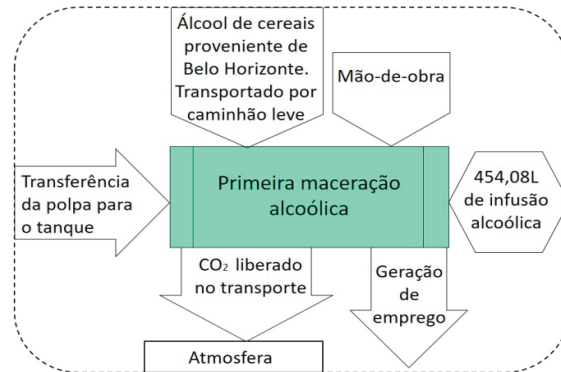 Álcool de cereais
proveniente de
Belo Horizonte.
Transportado por
caminhão leve
Mão-de-obra
Transferência
da polpa para
o tanque
Primeira maceração
alcoólica
454,08L
de infusão
alcoólica
CO₂ liberado
no transporte
Geração
de
emprego
Atmosfera